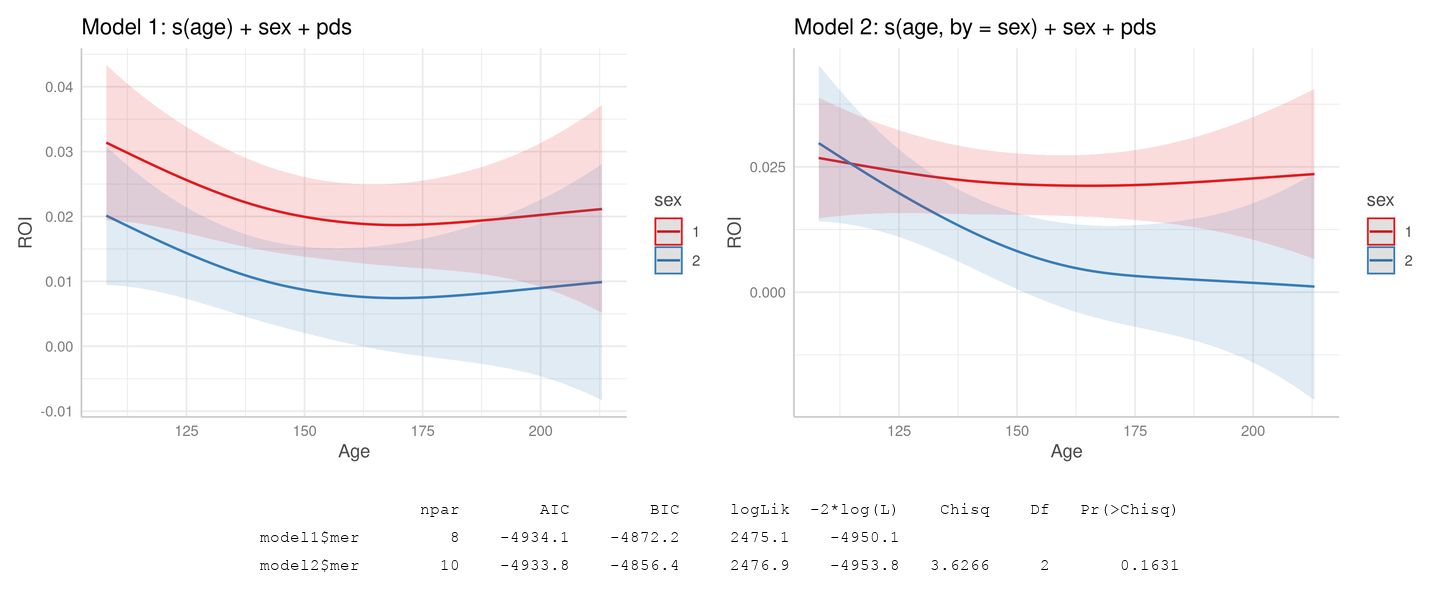 Model 1: s(age) + sex + pds
0.04
0.03
0.02
0.01
0.00
-0.01
ROI
125 150 175 200
Age
sex
1
2
Model 2: s(age, by = sex) + sex + pds
0.025
0.000
ROI
125 150 175 200
Age
sex
1
2
npar AIC BIC logLik -2*log(L) Chisq Df Pr(>Chisq)
model1$mer 8 -4934.1 -4872.2 2475.1 -4950.1
model2$mer 10 -4933.8 -4856.4 2476.9 -4953.8 3.6266 2 0.1631